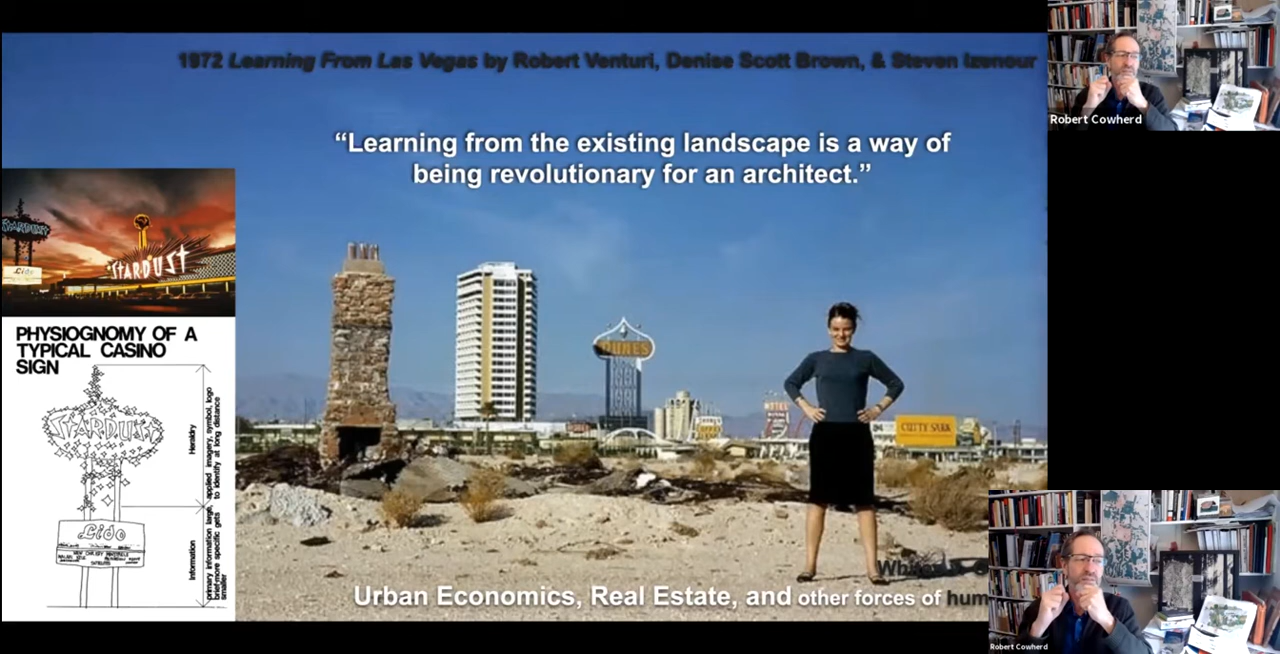 1972 Learning From Las Vegas by Robert Venturi, Denise Scott Brown, & Steven Izenour
“Learning from the existing landscape is a way of
being revolutionary for an architect.”
Robert Cowherd
STARDUST
Lido
STARDUST
PHYSIOGNOMY OF A
TYPICAL CASINO
SIGN
STARDUST
Lido
Heraldry
applied imagery, symbol, logo
to identify at long distance
Information
primary information large,
brief-more specific gets
smaller
DUNES
HOTEL
CUTTY SARK
Urban Economics, Real Estate, and other forces of hum
Robert Cowherd